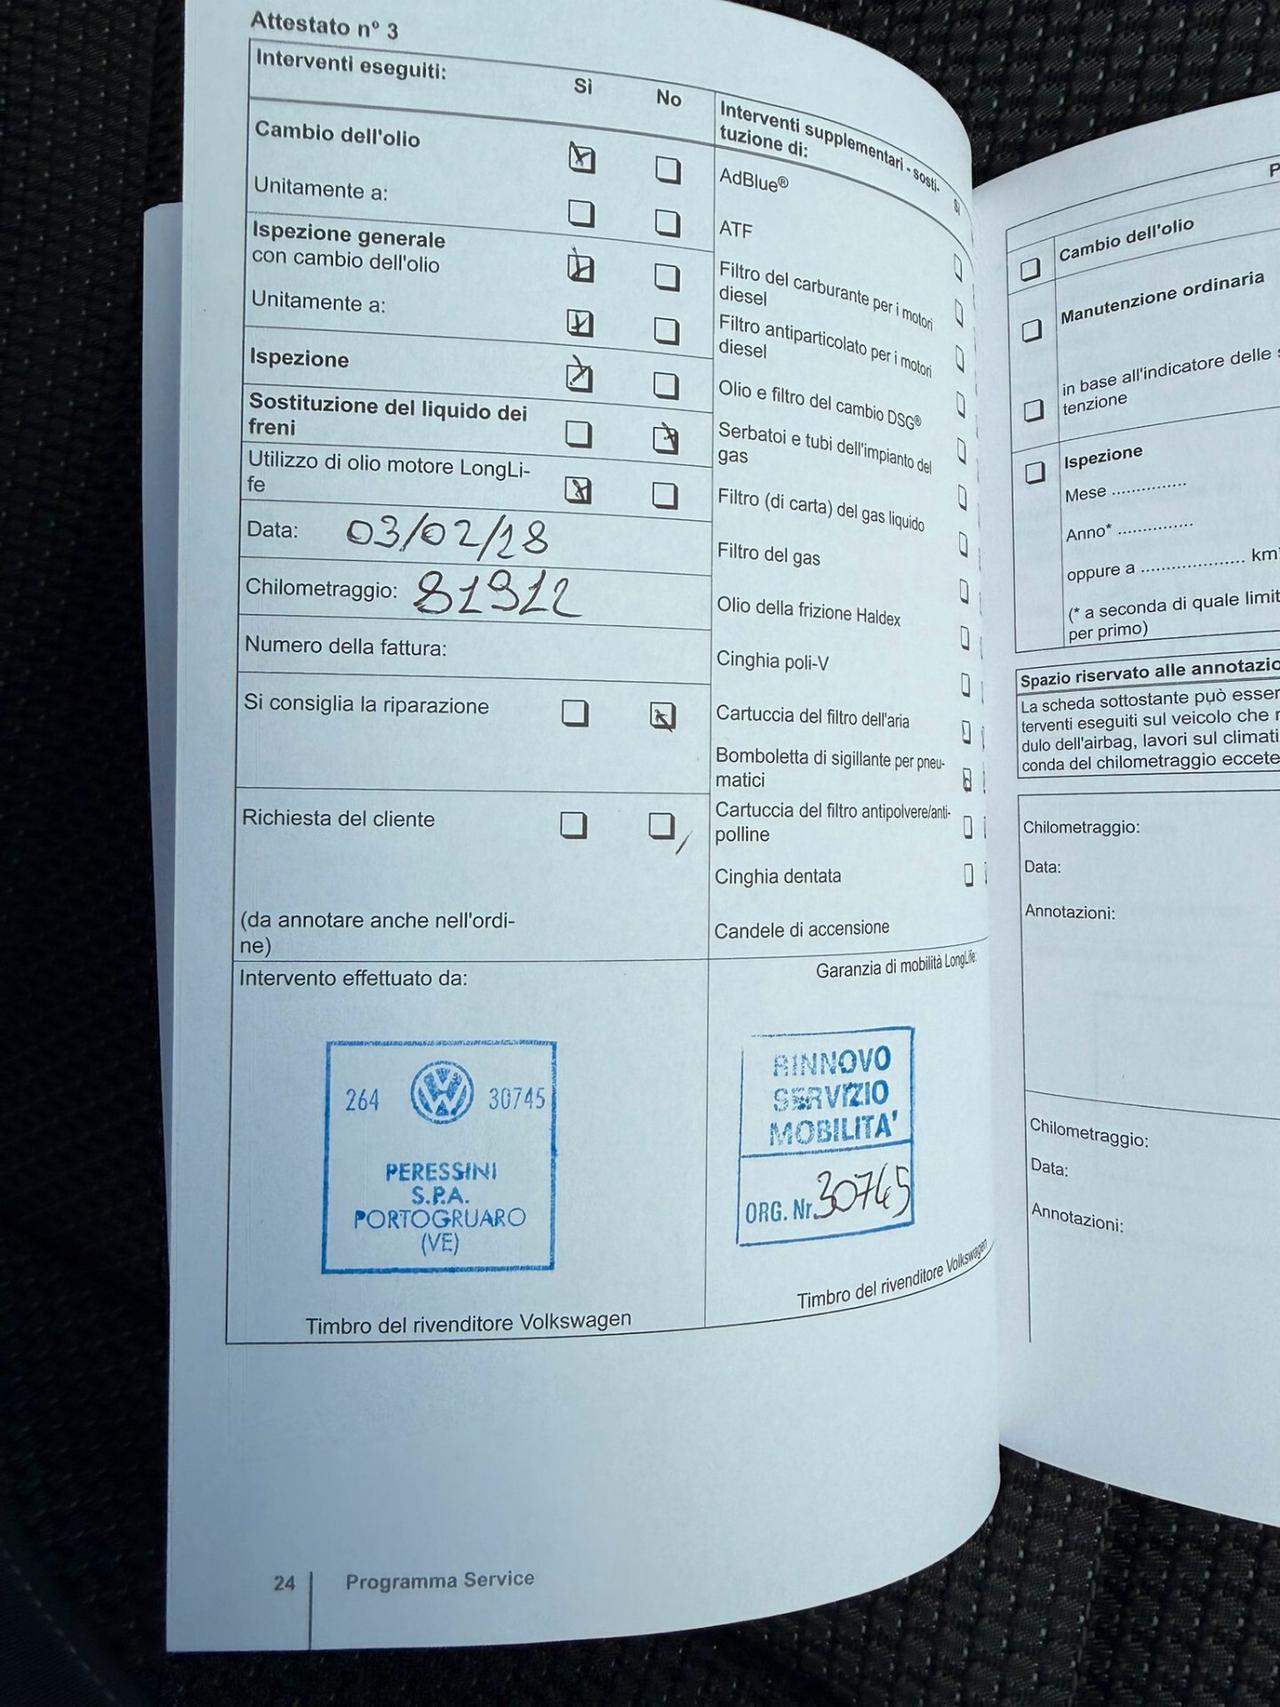 Attestato n° 3
Interventi eseguiti:
Sì
No
Cambio dell'olio
Unitamente a:
Ispezione generale
con cambio dell'olio
Unitamente a:
Ispezione
Sostituzione del liquido dei
freni
Utilizzo di olio motore LongLi-
fe
Data: 03/02/18
Chilometraggio: 81912
Numero della fattura:
Si consiglia la riparazione
Richiesta del cliente
(da annotare anche nell'ordi-
ne)
Intervento effettuato da:
264
30745
PERESSINI
S.P.A.
PORTOGRUARO
(VE)
Timbro del rivenditore Volkswagen
Interventi supplementari - sosti-
tuzione di:
Sì
AdBlue®
ATF
Filtro del carburante per i motori
diesel
Filtro antiparticolato per i motori
diesel
Olio e filtro del cambio DSG®
Serbatoi e tubi dell'impianto del
gas
Filtro (di carta) del gas liquido
Filtro del gas
Olio della frizione Haldex
Cinghia poli-V
Cartuccia del filtro dell'aria
Bomboletta di sigillante per pneu-
matici
Cartuccia del filtro antipolvere/anti-
polline
Cinghia dentata
Candele di accensione
Garanzia di mobilità LongLife:
RINNOVO
SERVIZIO
MOBILITA'
ORG. Nr. 30745
Timbro del rivenditore Volkswagen
24
Programma Service
Cambio dell'olio
Manutenzione ordinaria
in base all'indicatore delle
tenzione
Ispezione
Mese ..............
Anno* ..............
oppure a .................... km
(* a seconda di quale limit
per primo)
Spazio riservato alle annotazio
La scheda sottostante può esser
terventi eseguiti sul veicolo che
dulo dell'airbag, lavori sul climati
conda del chilometraggio eccete
Chilometraggio:
Data:
Annotazioni:
Chilometraggio:
Data:
Annotazioni: